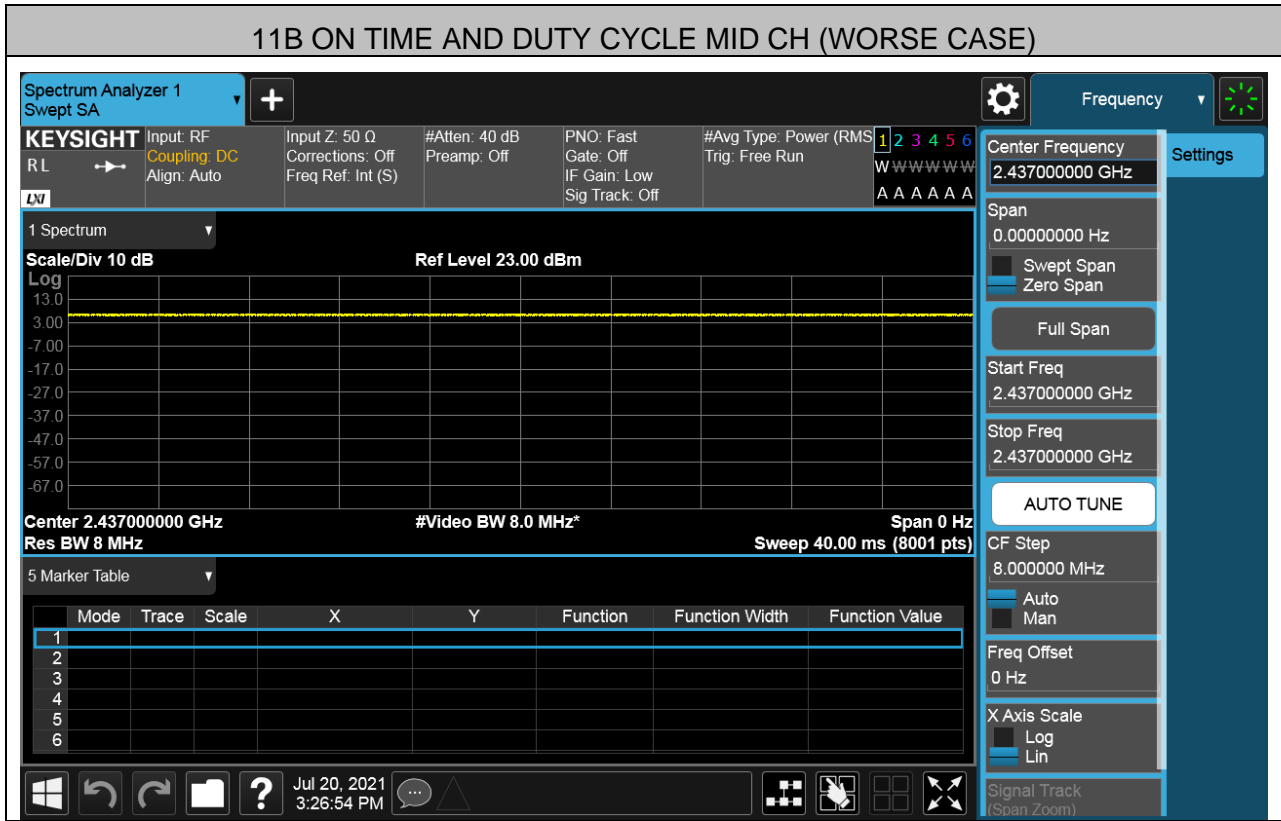 11B ON TIME AND DUTY CYCLE MID CH (WORSE CASE)
Spectrum Analyzer 1
Swept SA
Frequency
KEYSIGHT
RL
LXI
Input: RF
Coupling: DC
Align: Auto
Input Z: 50 Ω
Corrections: Off
Freq Ref: Int (S)
#Atten: 40 dB
Preamp: Off
PNO: Fast
Gate: Off
IF Gain: Low
Sig Track: Off
#Avg Type: Power (RMS
Trig: Free Run
1 2 3 4 5 6
W W W W W W
A A A A A A
1 Spectrum
Scale/Div 10 dB
Ref Level 23.00 dBm
Log
13.0
3.00
-7.00
-17.0
-27.0
-37.0
-47.0
-57.0
-67.0
Center 2.437000000 GHz
#Video BW 8.0 MHz*
Span 0 Hz
Res BW 8 MHz
Sweep 40.00 ms (8001 pts)
5 Marker Table
Mode Trace Scale X Y Function Function Width Function Value
1
2
3
4
5
6
Jul 20, 2021
3:26:54 PM
Center Frequency
2.437000000 GHz
Settings
Span
0.00000000 Hz
Swept Span
Zero Span
Full Span
Start Freq
2.437000000 GHz
Stop Freq
2.437000000 GHz
AUTO TUNE
CF Step
8.000000 MHz
Auto
Man
Freq Offset
0 Hz
X Axis Scale
Log
Lin
Signal Track
(Span Zoom)